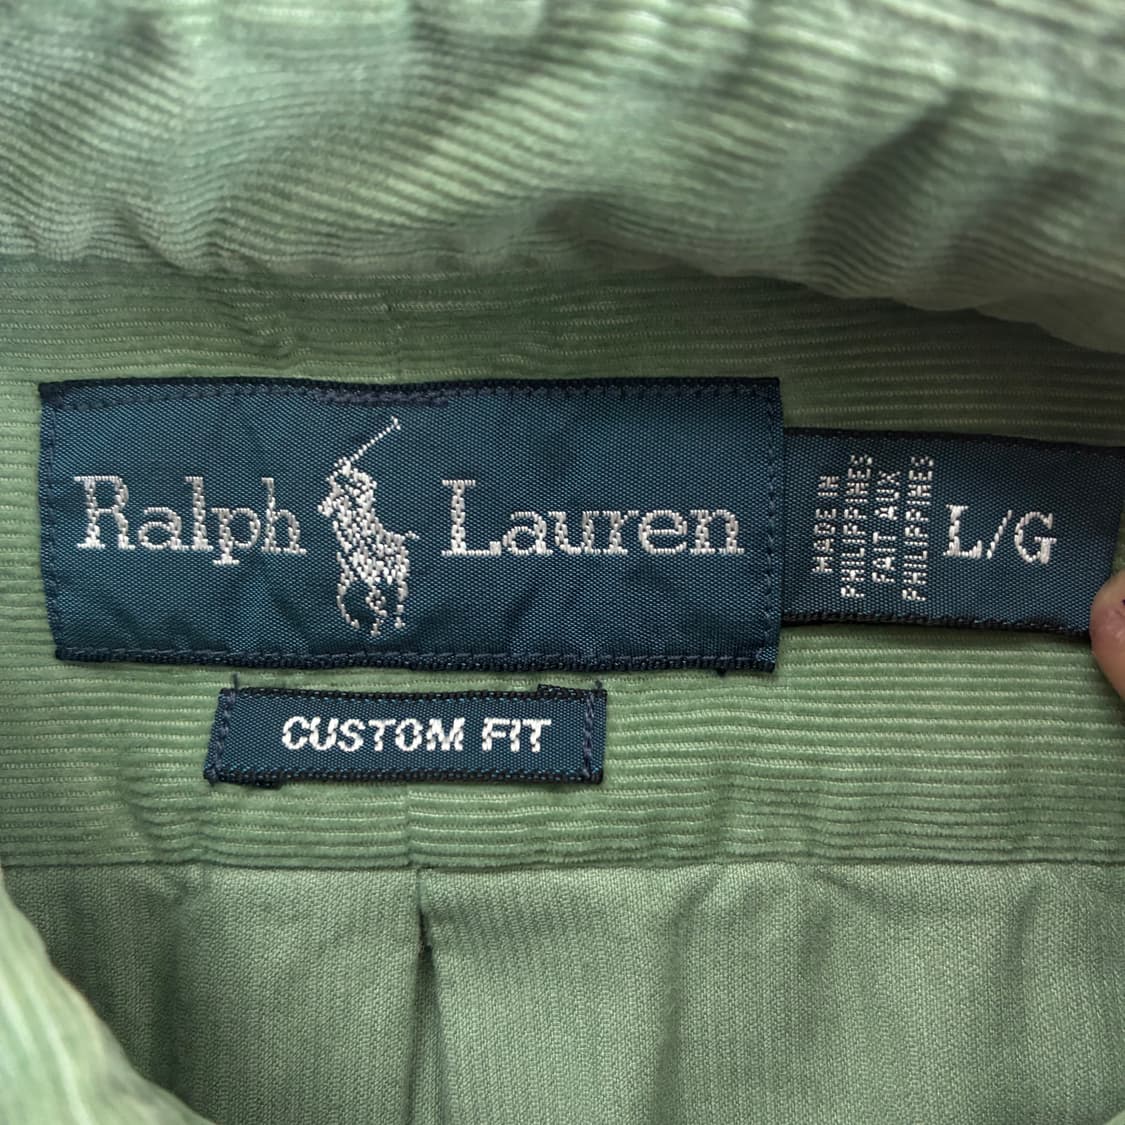 Ralph Lauren
MADE IN
PHILIPPINES
FAIT AUX
PHILIPPINES
L/G
CUSTOM FIT